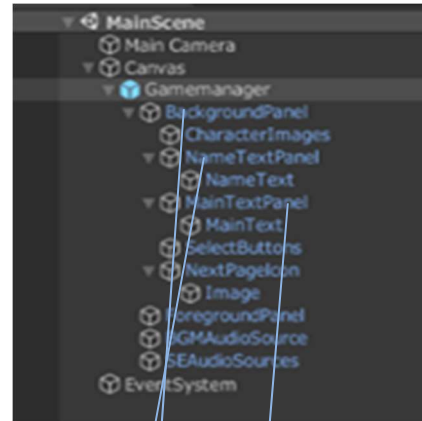 MainScene
Main Camera
Canvas
Gamemanager
BackgroundPanel
CharacterImages
NameTextPanel
NameText
MainTextPanel
MainText
SelectButtons
NextPageIcon
Image
ForegroundPanel
BGMAudioSource
SEAudioSources
EventSystem